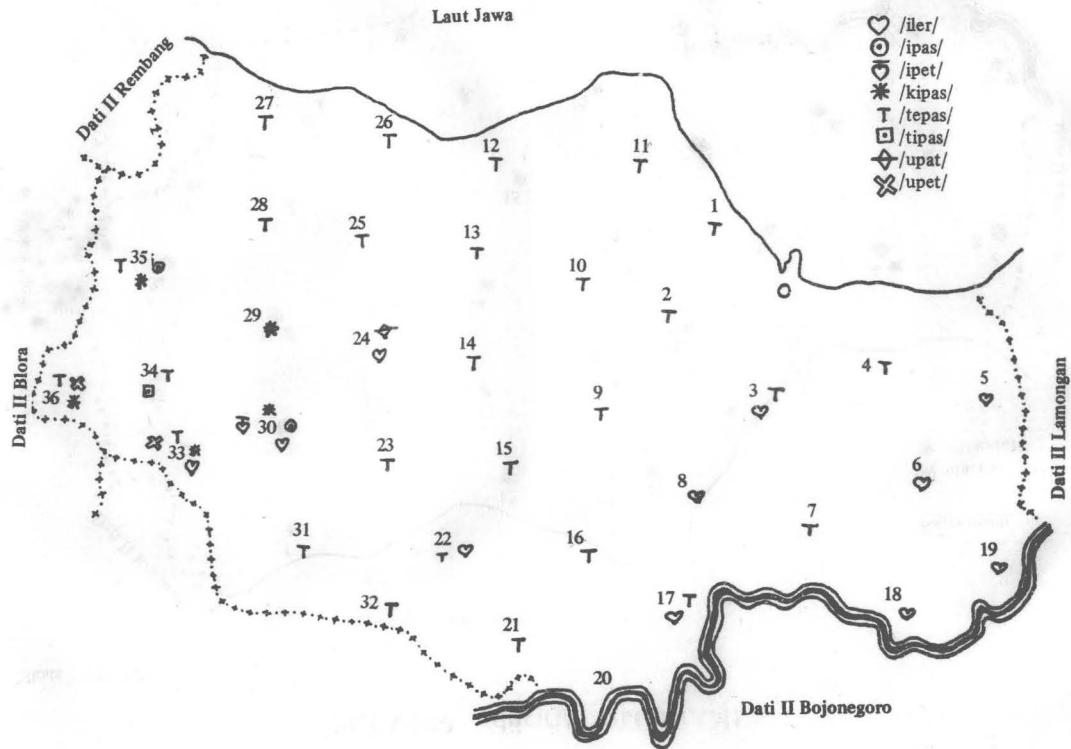 Laut Jawa
/iler/
/ipas/
/ipet/
/kipas/
/tepas/
/tipas/
/upat/
/upet/
Dati II Rembang
27
26
12
11
28
25
13
1
35
10
2
29
24
14
4
34
9
3
5
36
Dati II Blora
30
33
23
15
8
6
Dati II Lamongan
7
31
22
16
19
32
17
18
21
20
Dati II Bojonegoro